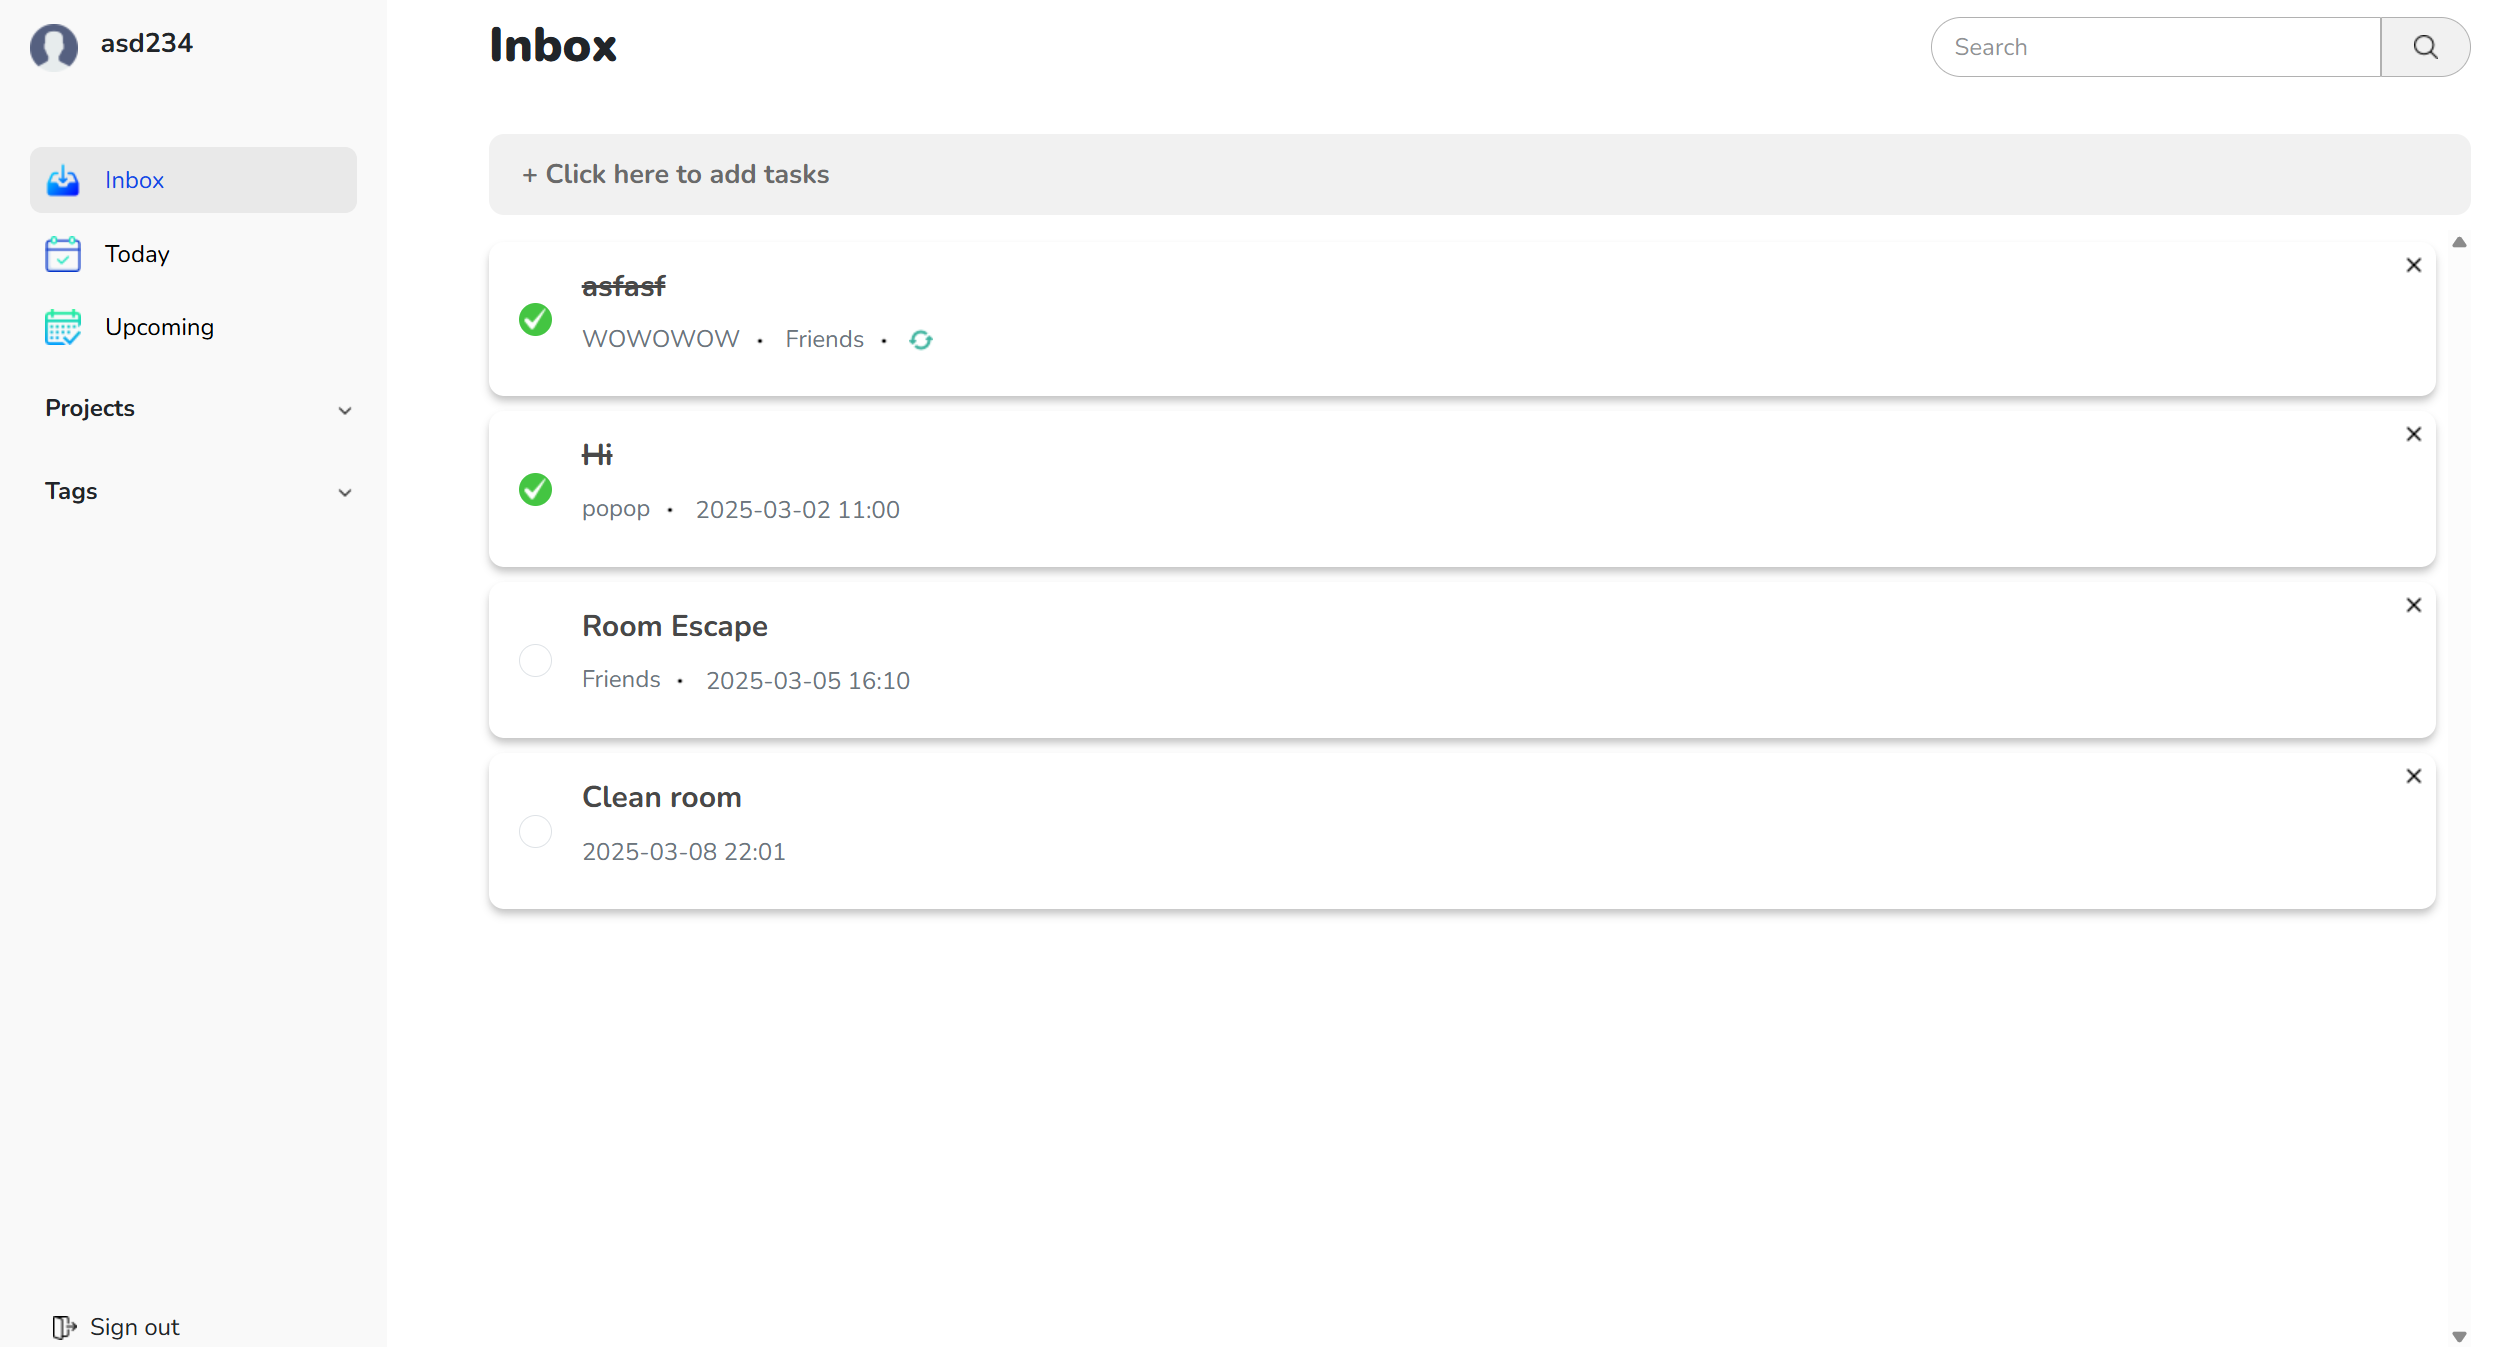 asd234
Inbox
Today
Upcoming
Projects
Tags
Sign out
Inbox
Search
+ Click here to add tasks
asfasf
WOWOWOW • Friends •
Hi
popop • 2025-03-02 11:00
Room Escape
Friends • 2025-03-05 16:10
Clean room
2025-03-08 22:01